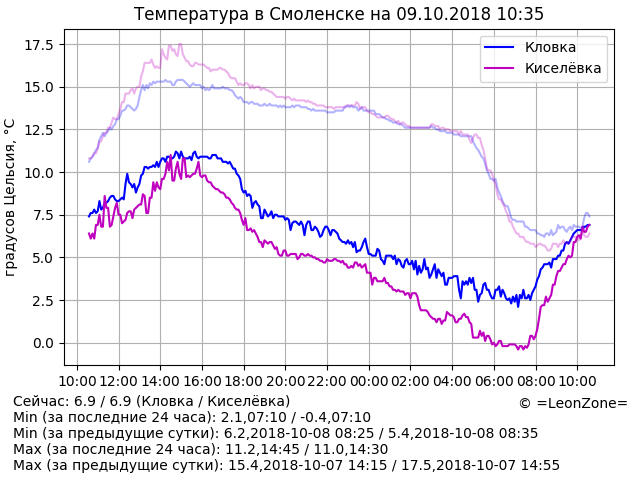 Температура в Смоленске на 09.10.2018 10:35
градусов Цельсия, °C
17.5
15.0
12.5
10.0
7.5
5.0
2.5
0.0
Кловка
Киселёвка
10:00 12:00 14:00 16:00 18:00 20:00 22:00 00:00 02:00 04:00 06:00 08:00 10:00
Сейчас: 6.9 / 6.9 (Кловка / Киселёвка)
© =LeonZone=
Min (за последние 24 часа): 2.1,07:10 / -0.4,07:10
Min (за предыдущие сутки): 6.2,2018-10-08 08:25 / 5.4,2018-10-08 08:35
Max (за последние 24 часа): 11.2,14:45 / 11.0,14:30
Max (за предыдущие сутки): 15.4,2018-10-07 14:15 / 17.5,2018-10-07 14:55